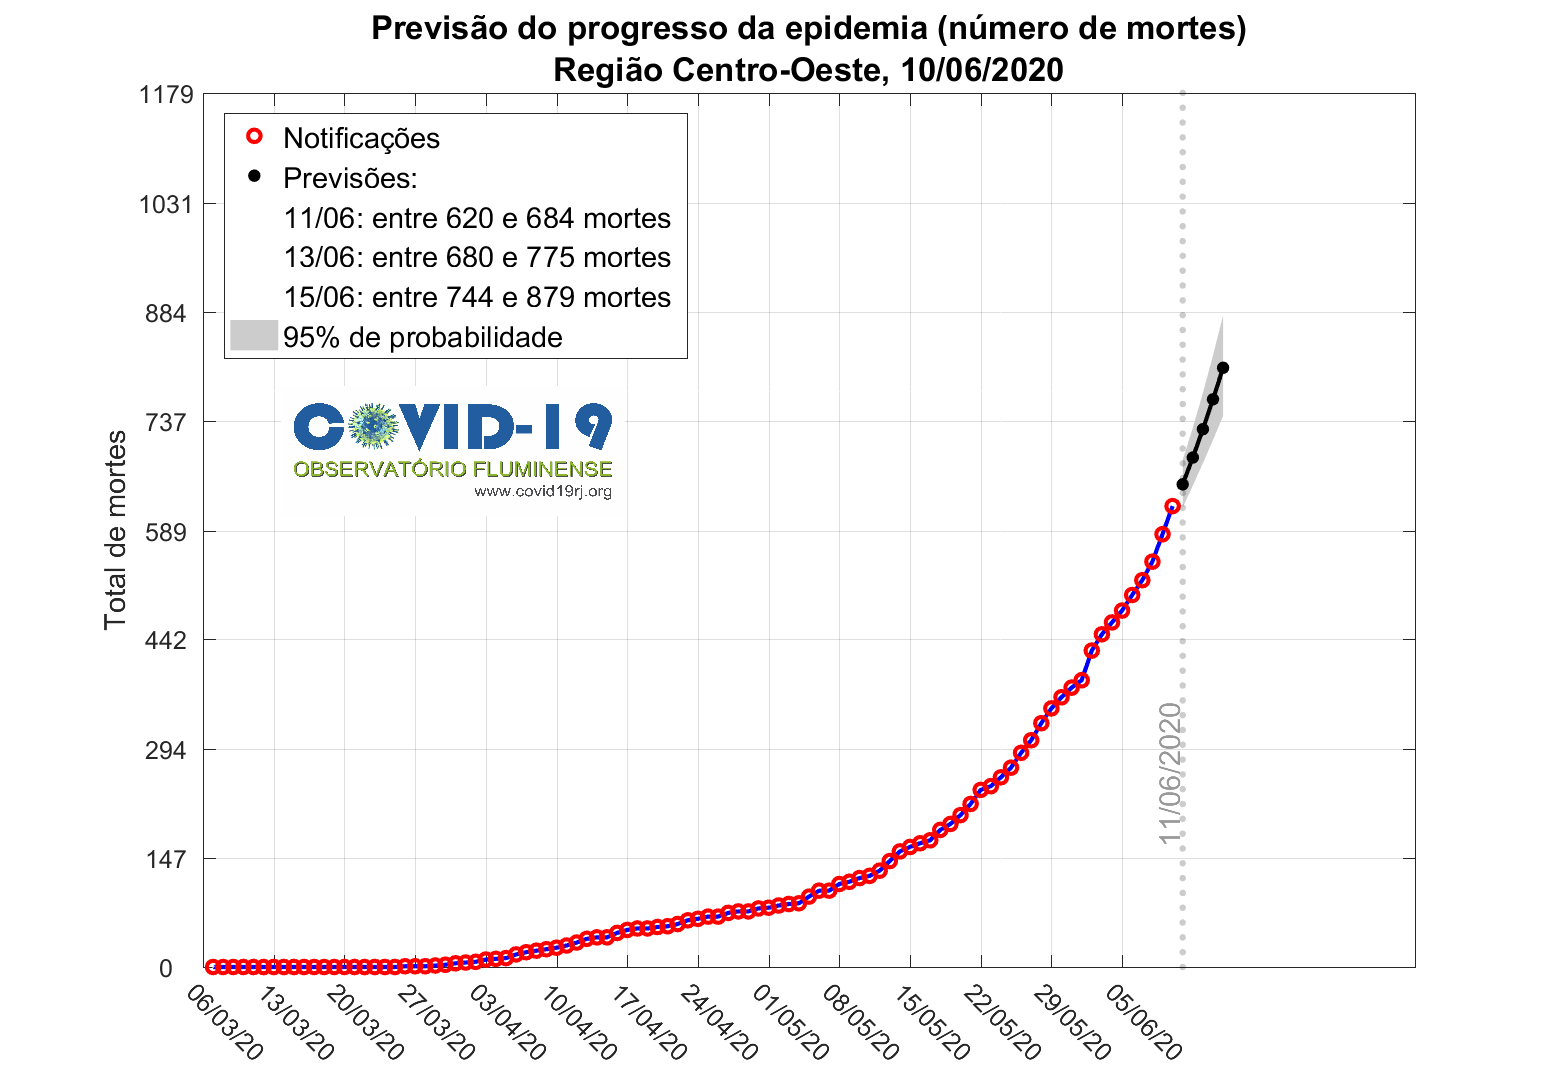 Previsão do progresso da epidemia (número de mortes)
Região Centro-Oeste, 10/06/2020
1179
1031
884
737
589
442
294
147
0
Total de mortes
Notificações
Previsões:
11/06: entre 620 e 684 mortes
13/06: entre 680 e 775 mortes
15/06: entre 744 e 879 mortes
95% de probabilidade
COVID-19
OBSERVATÓRIO FLUMINENSE
www.covid19rj.org
11/06/2020
06/03/20
13/03/20
20/03/20
27/03/20
03/04/20
10/04/20
17/04/20
24/04/20
01/05/20
08/05/20
15/05/20
22/05/20
29/05/20
05/06/20